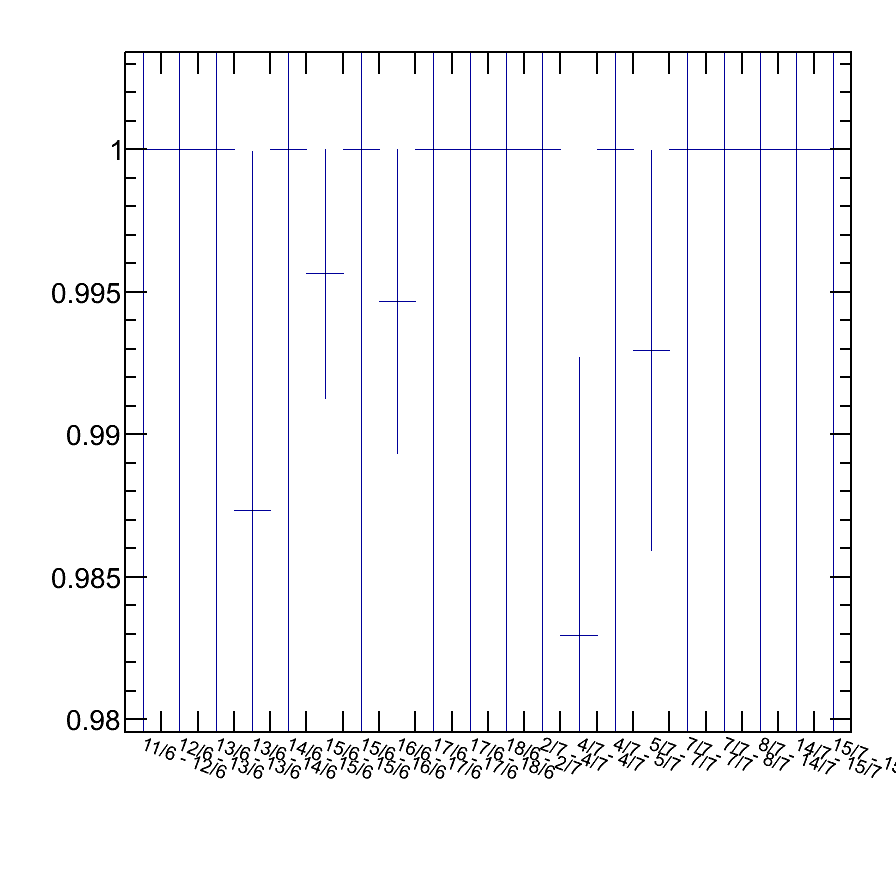 1
0.995
0.99
0.985
0.98
11/6 - 12/6
12/6 - 13/6
13/6 - 13/6
13/6 - 14/6
14/6 - 15/6
15/6 - 15/6
15/6 - 16/6
16/6 - 17/6
17/6 - 17/6
17/6 - 18/6
18/6 - 2/7
2/7 - 4/7
4/7 - 4/7
4/7 - 5/7
5/7 - 7/7
7/7 - 7/7
7/7 - 8/7
8/7 - 14/7
14/7 - 15/7
15/7 - 15